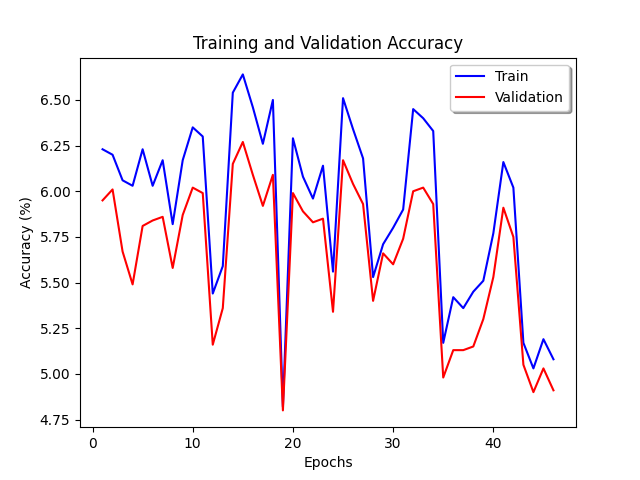 Training and Validation Accuracy
Train
Validation
6.50
6.25
6.00
5.75
5.50
5.25
5.00
4.75
Accuracy (%)
0
10
20
30
40
Epochs